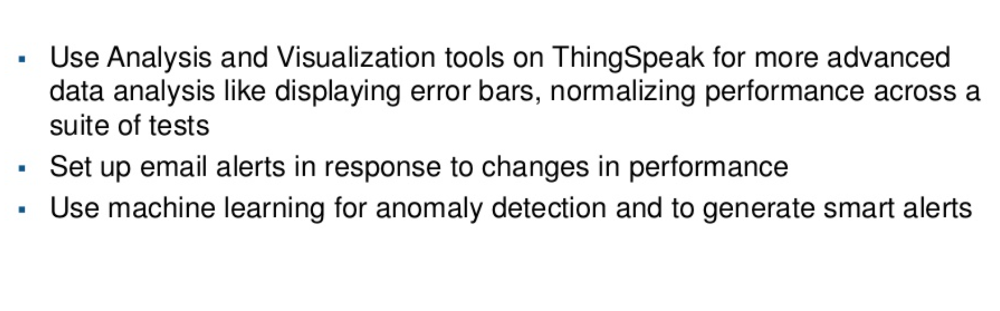 ▪ Use Analysis and Visualization tools on ThingSpeak for more advanced
data analysis like displaying error bars, normalizing performance across a
suite of tests
▪ Set up email alerts in response to changes in performance
▪ Use machine learning for anomaly detection and to generate smart alerts